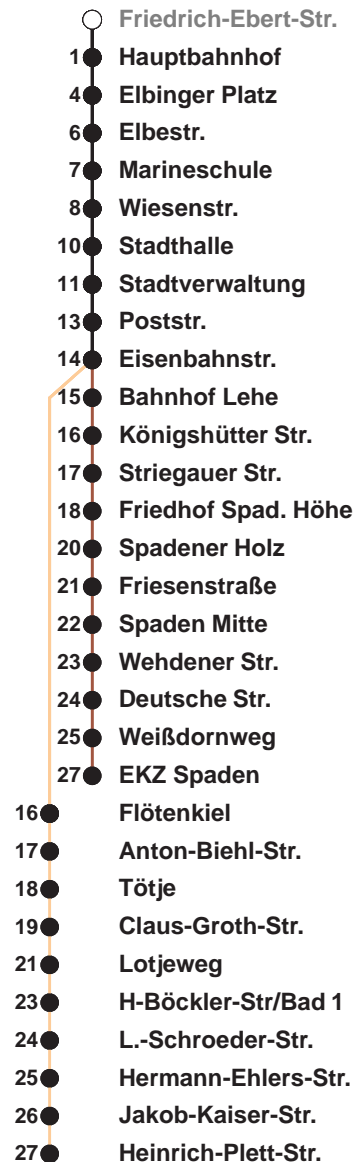 Friedrich-Ebert-Str.
1 Hauptbahnhof
4 Elbinger Platz
6 Elbestr.
7 Marineschule
8 Wiesenstr.
10 Stadthalle
11 Stadtverwaltung
13 Poststr.
14 Eisenbahnstr.
15 Bahnhof Lehe
16 Königshütter Str.
17 Striegauer Str.
18 Friedhof Spad. Höhe
20 Spadener Holz
21 Friesenstraße
22 Spaden Mitte
23 Wehdener Str.
24 Deutsche Str.
25 Weißdornweg
27 EKZ Spaden
16 Flötenkiel
17 Anton-Biehl-Str.
18 Tötje
19 Claus-Groth-Str.
21 Lotjeweg
23 H-Böckler-Str/Bad 1
24 L.-Schroeder-Str.
25 Hermann-Ehlers-Str.
26 Jakob-Kaiser-Str.
27 Heinrich-Plett-Str.